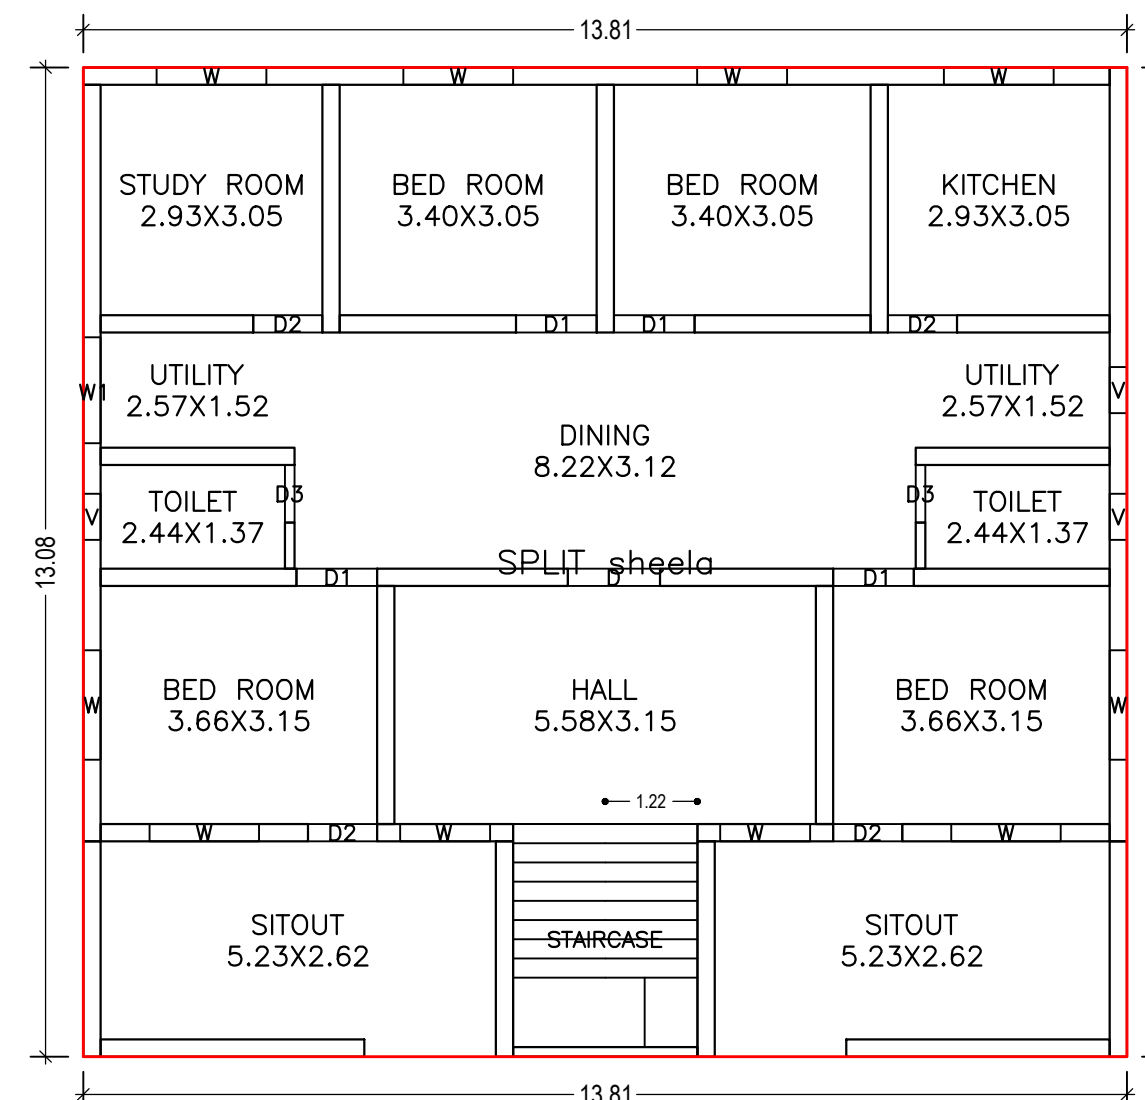 13.81
W W W W
STUDY ROOM
2.93X3.05
BED ROOM
3.40X3.05
BED ROOM
3.40X3.05
KITCHEN
2.93X3.05
D2 D1 D1 D2
W1
UTILITY
2.57X1.52
UTILITY
2.57X1.52
V
DINING
8.22X3.12
TOILET
2.44X1.37
D3
V
D3
TOILET
2.44X1.37
V
SPLIT sheela
D1 D D1
13.08
BED ROOM
3.66X3.15
W
HALL
5.58X3.15
BED ROOM
3.66X3.15
W
1.22
W D2 W W D2 W
SITOUT
5.23X2.62
STAIRCASE
SITOUT
5.23X2.62
13.81